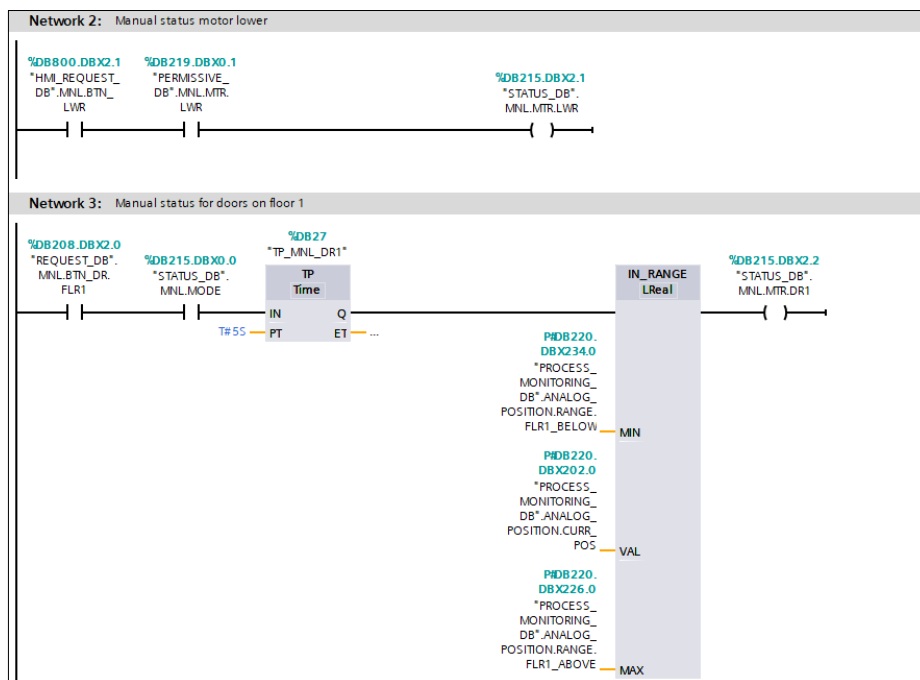 Network 2: Manual status motor lower
%DB800.DBX2.1
"HMI_REQUEST_
DB".MNL.BTN_
LWR
%DB219.DBX0.1
"PERMISSIVE_
DB".MNL.MTR.
LWR
%DB215.DBX2.1
"STATUS_DB".
MNL.MTR.LWR
Network 3: Manual status for doors on floor 1
%DB208.DBX2.0
"REQUEST_DB".
MNL.BTN_DR.
FLR1
%DB215.DBX0.0
"STATUS_DB".
MNL.MODE
%DB27
"TP_MNL_DR1"
TP
Time
IN Q
T#5S PT ET ...
IN_RANGE
LReal
%DB215.DBX2.2
"STATUS_DB".
MNL.MTR.DR1
P#DB220.
DBX234.0
"PROCESS_
MONITORING_
DB".ANALOG_
POSITION.RANGE.
FLR1_BELOW MIN
P#DB220.
DBX202.0
"PROCESS_
MONITORING_
DB".ANALOG_
POSITION.CURR_
POS VAL
P#DB220.
DBX226.0
"PROCESS_
MONITORING_
DB".ANALOG_
POSITION.RANGE.
FLR1_ABOVE MAX